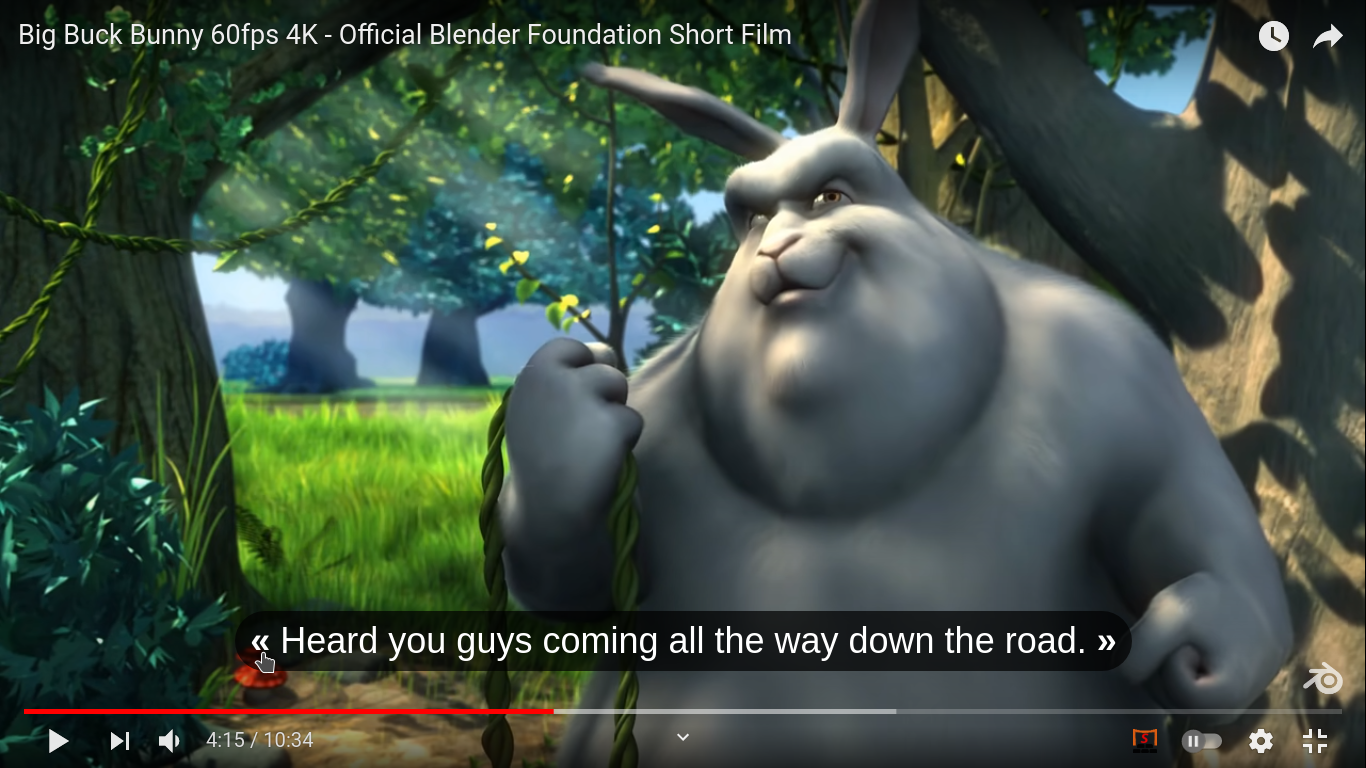 Big Buck Bunny 60fps 4K - Official Blender Foundation Short Film
« Heard you guys coming all the way down the road. »
4:15 / 10:34
S